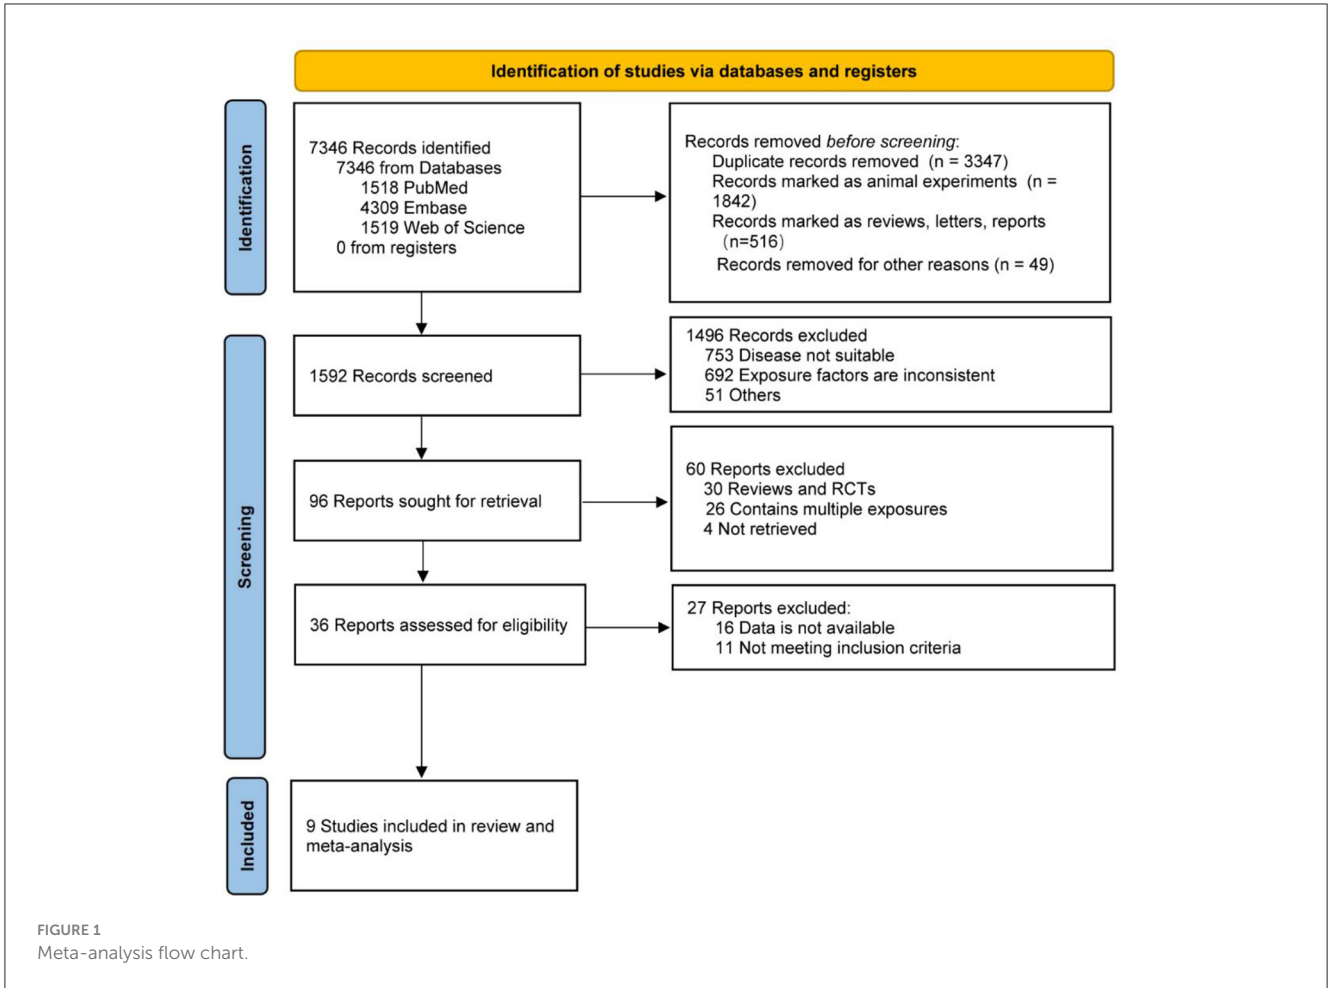 Identification of studies via databases and registers
Identification
7346 Records identified
7346 from Databases
1518 PubMed
4309 Embase
1519 Web of Science
0 from registers
Records removed before screening:
Duplicate records removed (n = 3347)
Records marked as animal experiments (n =
1842)
Records marked as reviews, letters, reports
(n=516)
Records removed for other reasons (n = 49)
Screening
1592 Records screened
1496 Records excluded
753 Disease not suitable
692 Exposure factors are inconsistent
51 Others
96 Reports sought for retrieval
60 Reports excluded
30 Reviews and RCTs
26 Contains multiple exposures
4 Not retrieved
36 Reports assessed for eligibility
27 Reports excluded:
16 Data is not available
11 Not meeting inclusion criteria
Included
9 Studies included in review and
meta-analysis
FIGURE 1
Meta-analysis flow chart.